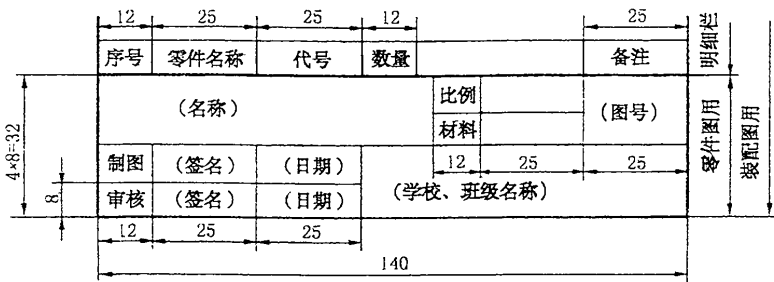 12 25 25 12 25
序号 零件名称 代号 数量 备注 明细栏
(名称) 比例 (图号)
材料
4×8=32
制图 (签名) (日期) 12 25 25
8 审核 (签名) (日期) (学校、班级名称)
零件图用
装配图用
12 25 25
140